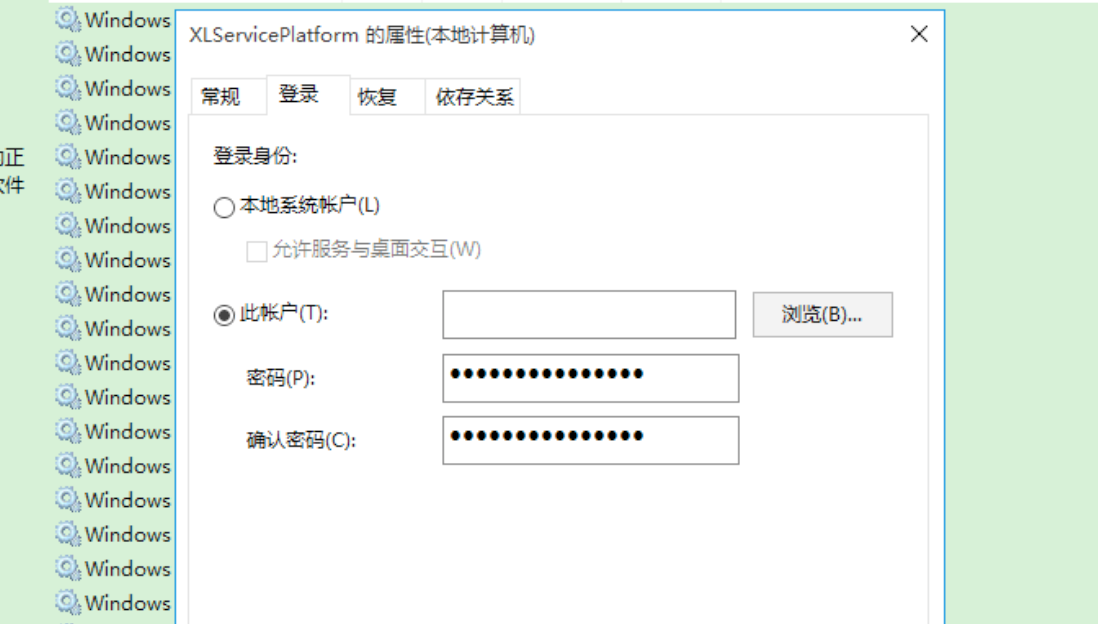 Windows
XLServicePlatform 的属性(本地计算机)
Windows
Windows
常规
登录
恢复
依存关系
Windows
正
Windows
登录身份:
软件
Windows
本地系统帐户(L)
Windows
允许服务与桌面交互(W)
Windows
Windows
此帐户(T):
浏览(B)...
Windows
Windows
密码(P):
●●●●●●●●●●●●●●●
Windows
Windows
确认密码(C):
●●●●●●●●●●●●●●●
Windows
Windows
Windows
Windows
Windows